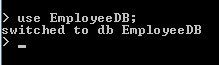 > use EmployeeDB;
switched to db EmployeeDB
> _